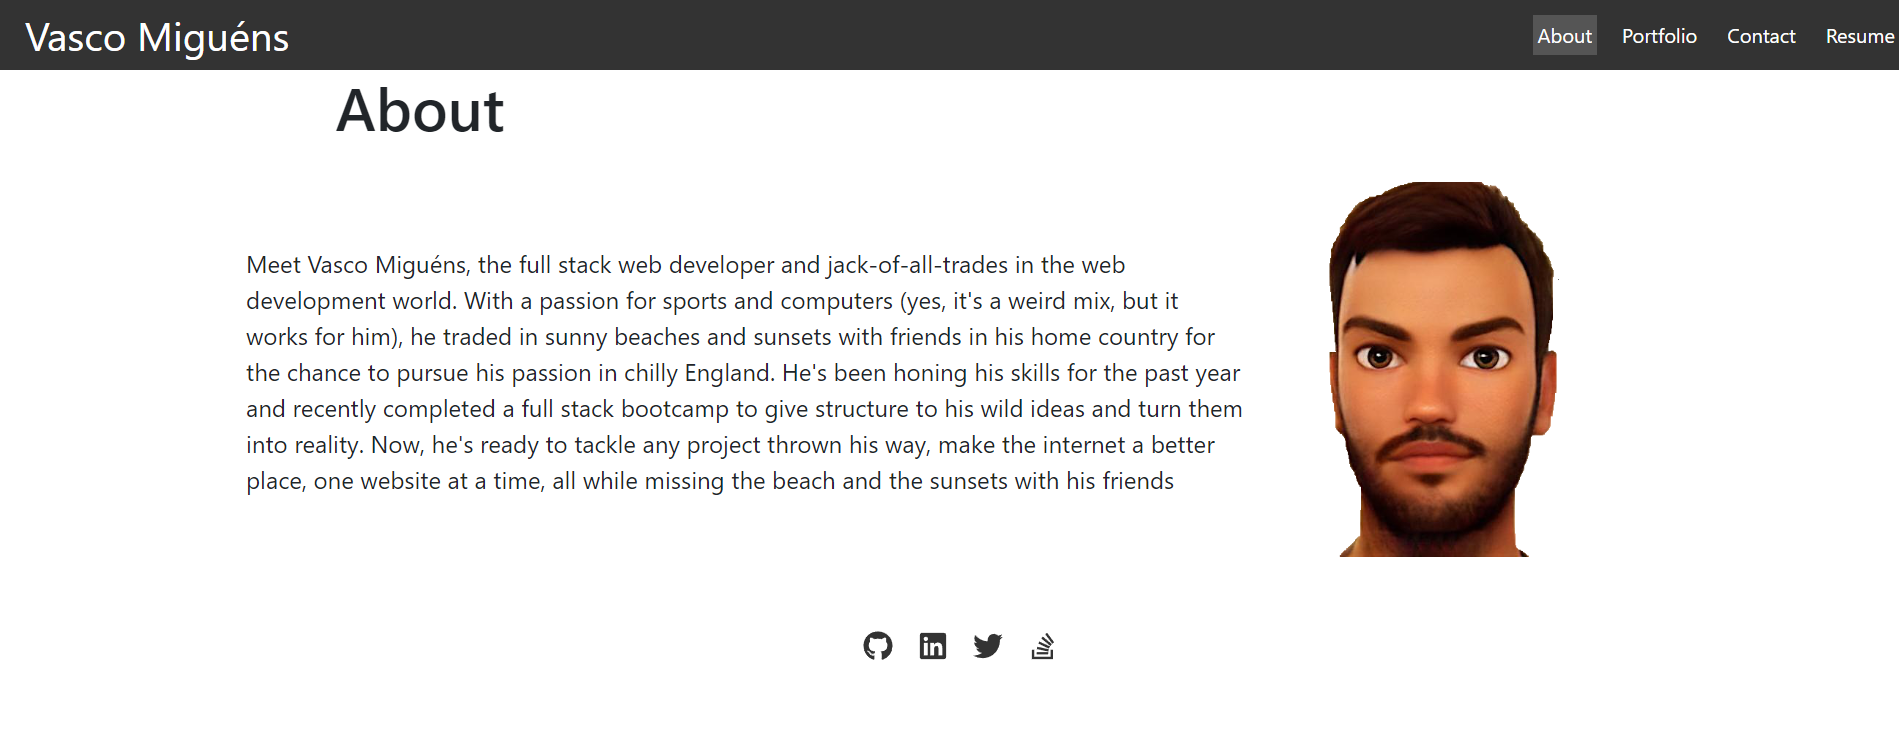 Vasco Miguéns
About
Portfolio
Contact
Resume
About
Meet Vasco Miguéns, the full stack web developer and jack-of-all-trades in the web
development world. With a passion for sports and computers (yes, it's a weird mix, but it
works for him), he traded in sunny beaches and sunsets with friends in his home country for
the chance to pursue his passion in chilly England. He's been honing his skills for the past year
and recently completed a full stack bootcamp to give structure to his wild ideas and turn them
into reality. Now, he's ready to tackle any project thrown his way, make the internet a better
place, one website at a time, all while missing the beach and the sunsets with his friends
in